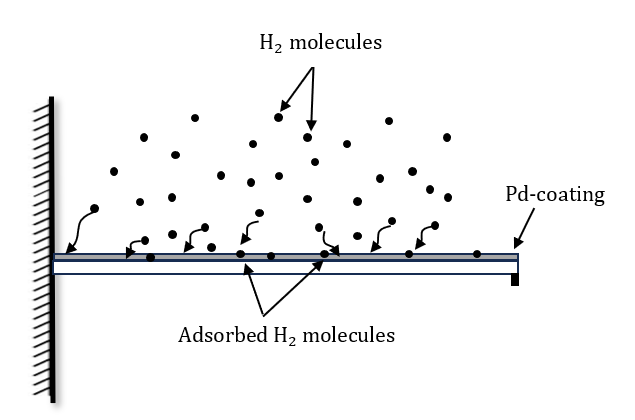 H₂ molecules
Pd-coating
Adsorbed H₂ molecules